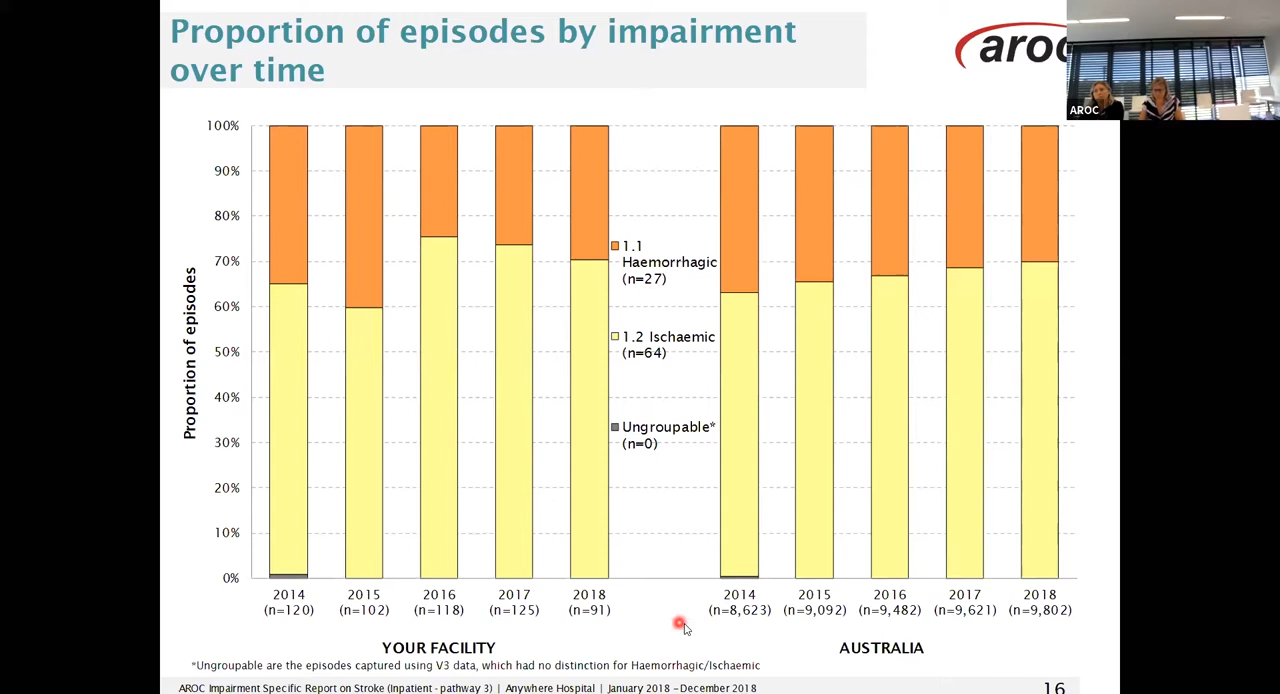 Proportion of episodes by impairment
over time
aroc
AROC
100%
90%
80%
70%
60%
50%
40%
30%
20%
10%
0%
Proportion of episodes
1.1
Haemorrhagic
(n=27)
1.2 Ischaemic
(n=64)
Ungroupable*
(n=0)
2014 2015 2016 2017 2018 2014 2015 2016 2017 2018
(n=120) (n=102) (n=118) (n=125) (n=91) (n=8,623) (n=9,092) (n=9,482) (n=9,621) (n=9,802)
YOUR FACILITY AUSTRALIA
*Ungroupable are the episodes captured using V3 data, which had no distinction for Haemorrhagic/Ischaemic
AROC Impairment Specific Report on Stroke (Inpatient - pathway 3) | Anywhere Hospital | January 2018 – December 2018 16